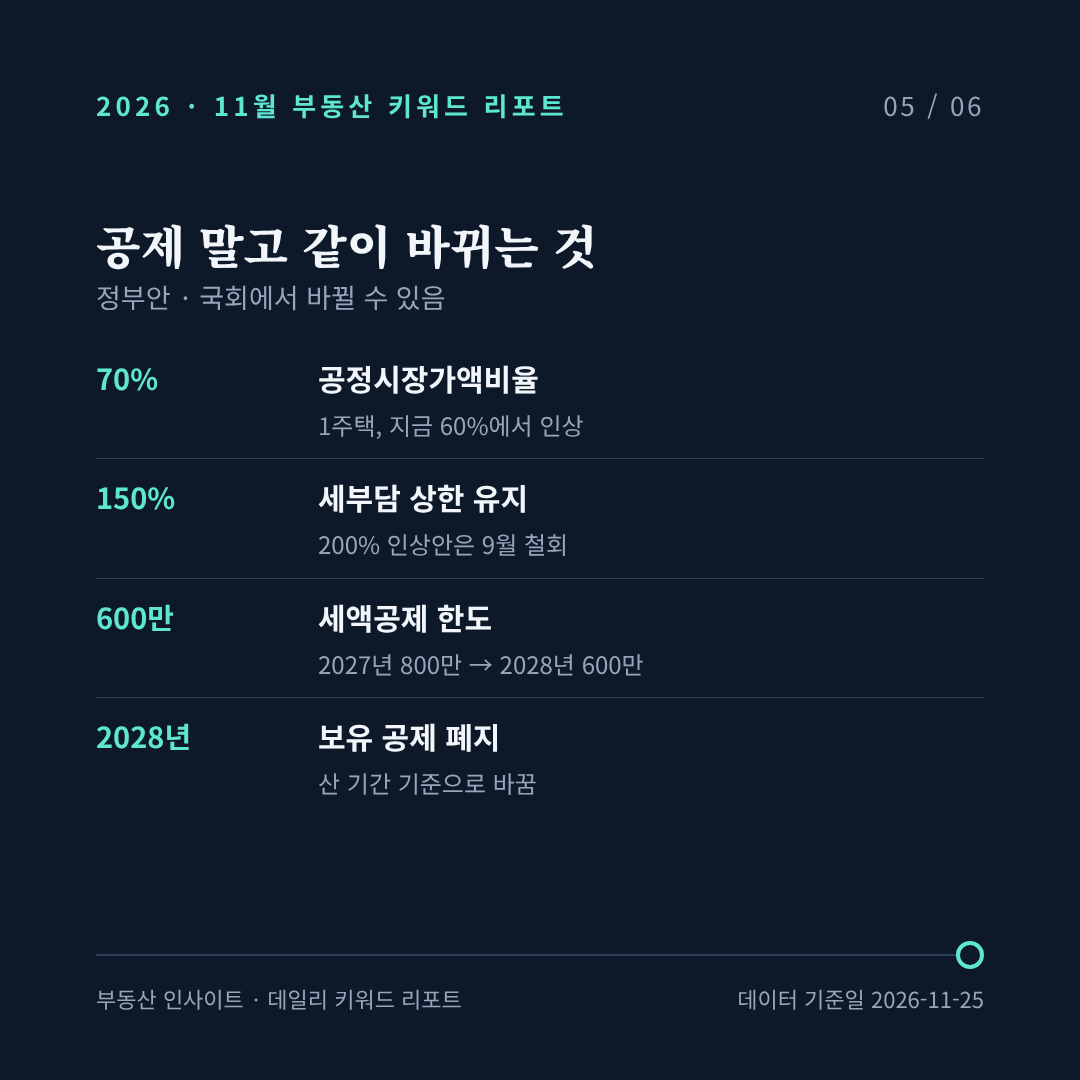 2026 · 11월 부동산 키워드 리포트
05 / 06
공제 말고 같이 바뀌는 것
정부안 · 국회에서 바뀔 수 있음
70%
공정시장가액비율
1주택, 지금 60%에서 인상
150%
세부담 상한 유지
200% 인상안은 9월 철회
600만
세액공제 한도
2027년 800만 → 2028년 600만
2028년
보유 공제 폐지
산 기간 기준으로 바꿈
부동산 인사이트 · 데일리 키워드 리포트
데이터 기준일 2026-11-25